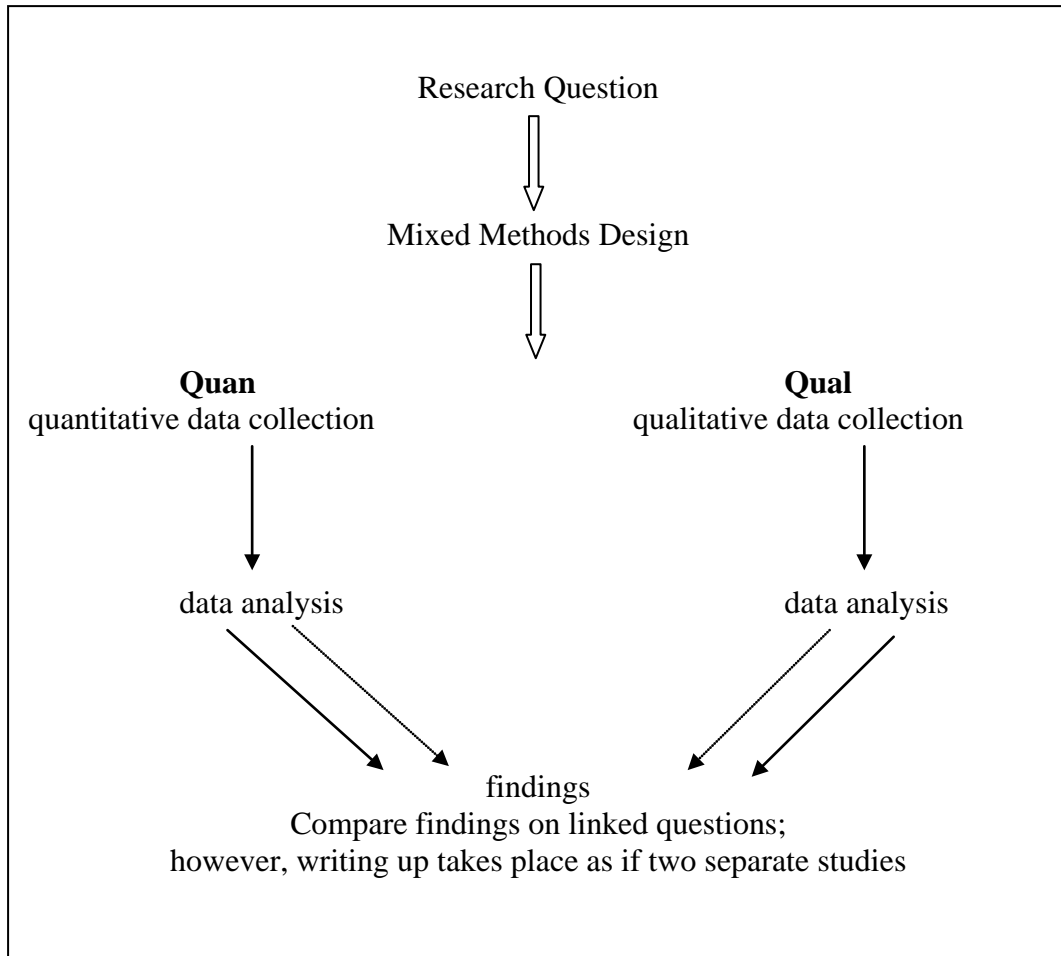 Research Question
Mixed Methods Design
Quan
quantitative data collection
Qual
qualitative data collection
data analysis
data analysis
findings
Compare findings on linked questions;
however, writing up takes place as if two separate studies